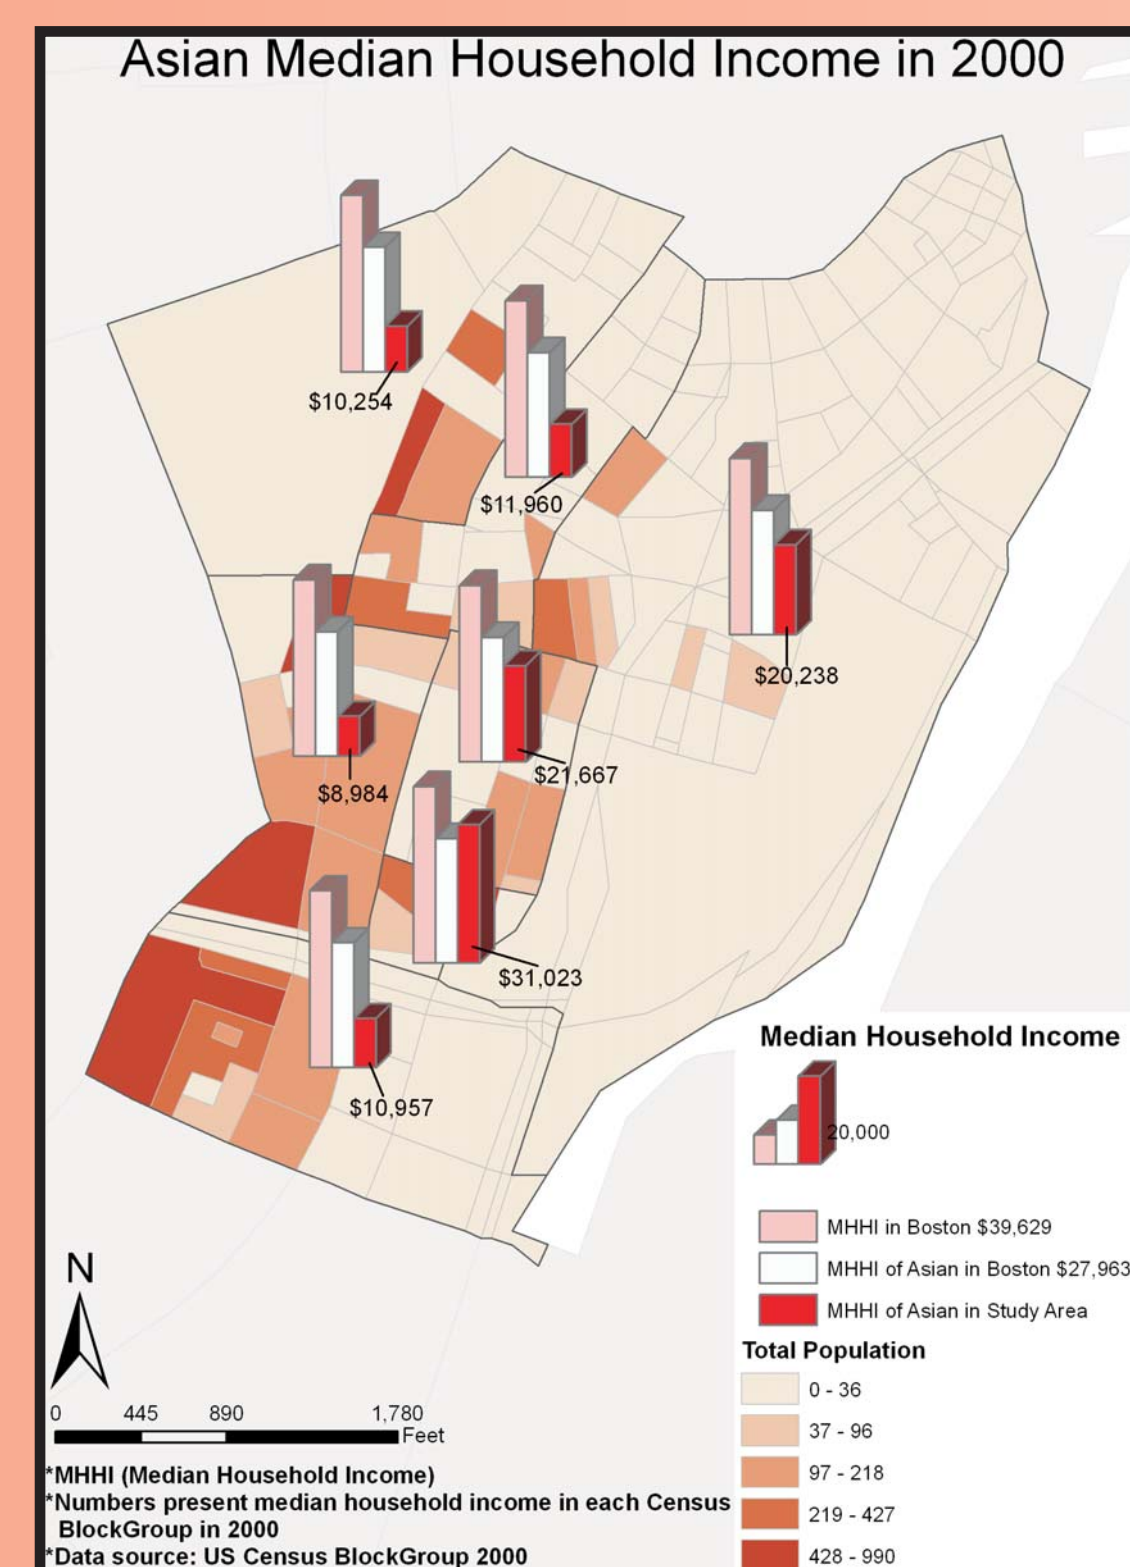 Asian Median Household Income in 2000
$10,254
$11,960
$20,238
$21,667
$8,984
$31,023
$10,957
Median Household Income
20,000
MHHI in Boston $39,629
MHHI of Asian in Boston $27,963
MHHI of Asian in Study Area
Total Population
0 - 36
37 - 96
97 - 218
219 - 427
428 - 990
N
0 445 890 1,780
Feet
*MHHI (Median Household Income)
*Numbers present median household income in each Census
BlockGroup in 2000
*Data source: US Census BlockGroup 2000